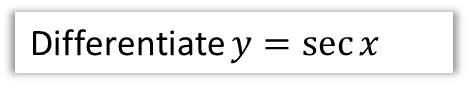 Differentiate y = sec x